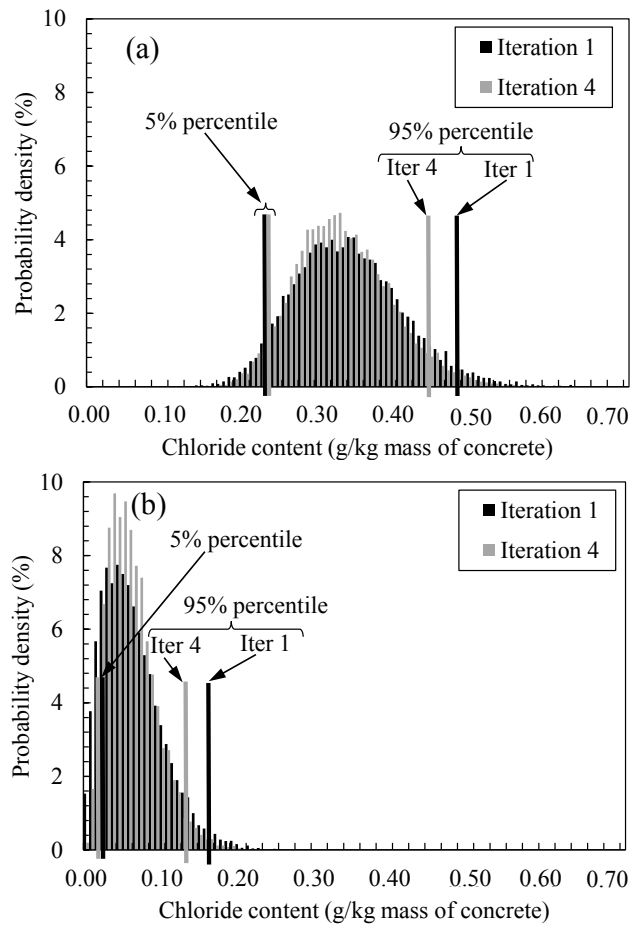 (a)
Iteration 1
Iteration 4
5% percentile
95% percentile
Iter 4
Iter 1
Probability density (%)
10
8
6
4
2
0
0.00 0.10 0.20 0.30 0.40 0.50 0.60 0.70
Chloride content (g/kg mass of concrete)
(b)
Iteration 1
Iteration 4
5% percentile
95% percentile
Iter 4
Iter 1
Probability density (%)
10
8
6
4
2
0
0.00 0.10 0.20 0.30 0.40 0.50 0.60 0.70
Chloride content (g/kg mass of concrete)